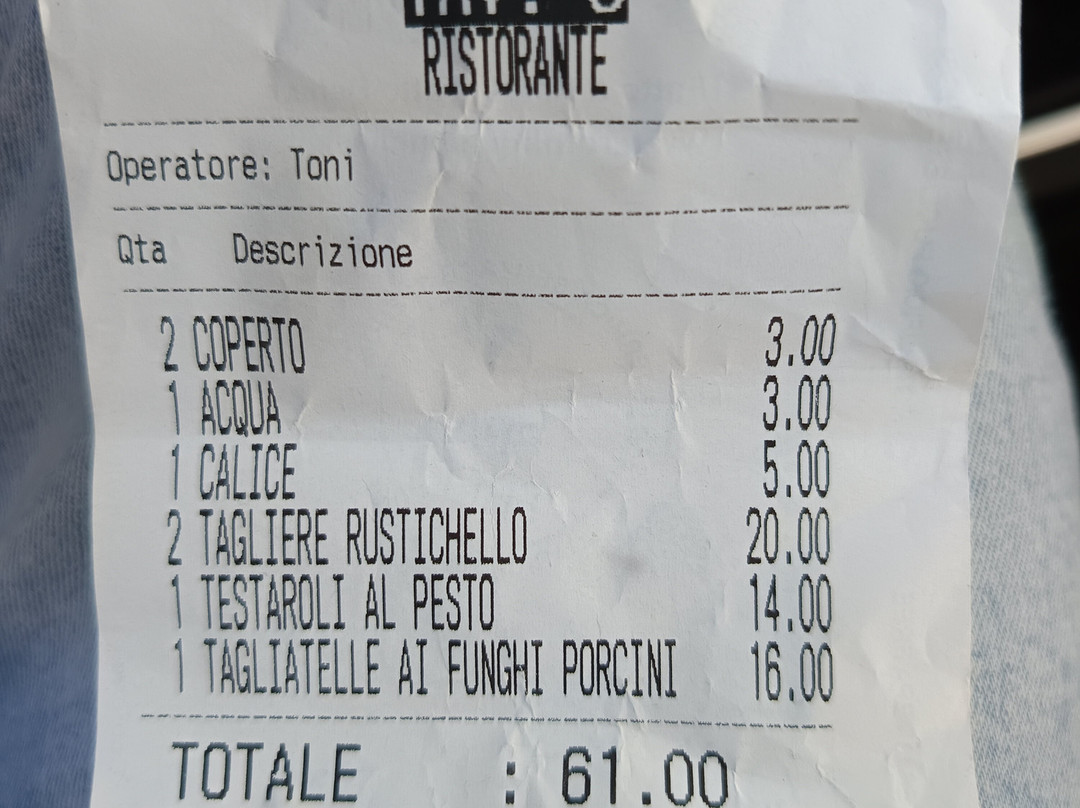 RISTORANTE
Operatore: Toni
Qta Descrizione
2 COPERTO 3.00
1 ACQUA 3.00
1 CALICE 5.00
2 TAGLIERE RUSTICHELLO 20.00
1 TESTAROLI AL PESTO 14.00
1 TAGLIATELLE AI FUNGHI PORCINI 16.00
TOTALE : 61.00